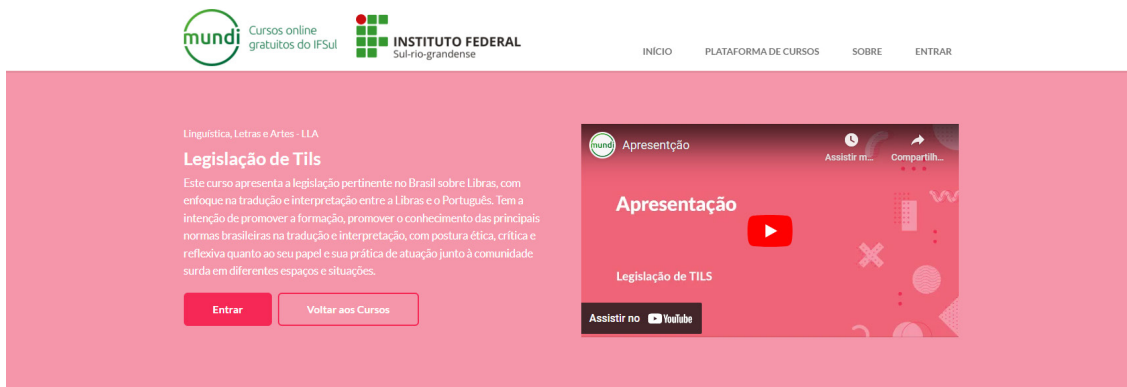 mundi
Cursos online
gratuitos do IFSul
INSTITUTO FEDERAL
Sul-rio-grandense
INÍCIO
PLATAFORMA DE CURSOS
SOBRE
ENTRAR
Linguística, Letras e Artes - LLA
Legislação de Tils
Este curso apresenta a legislação pertinente no Brasil sobre Libras, com
enfoque na tradução e interpretação entre a Libras e o Português. Tem a
intenção de promover a formação, promover o conhecimento das principais
normas brasileiras na tradução e interpretação, com postura ética, crítica e
reflexiva quanto ao seu papel e sua prática de atuação junto à comunidade
surda em diferentes espaços e situações.
Entrar
Voltar aos Cursos
mundi
Apresentção
Assistir m...
Compartilh...
Apresentação
Legislação de TILS
Assistir no YouTube